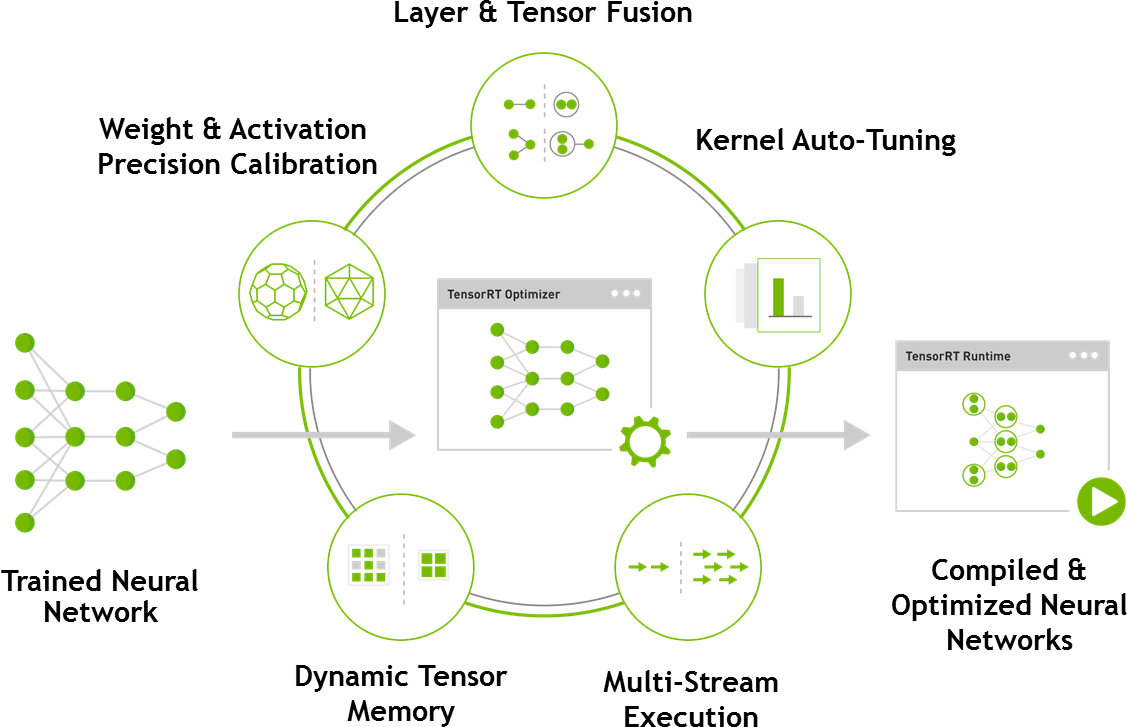 Layer & Tensor Fusion
Weight & Activation
Precision Calibration
Kernel Auto-Tuning
TensorRT Optimizer
TensorRT Runtime
Trained Neural
Network
Compiled &
Optimized Neural
Networks
Dynamic Tensor
Memory
Multi-Stream
Execution